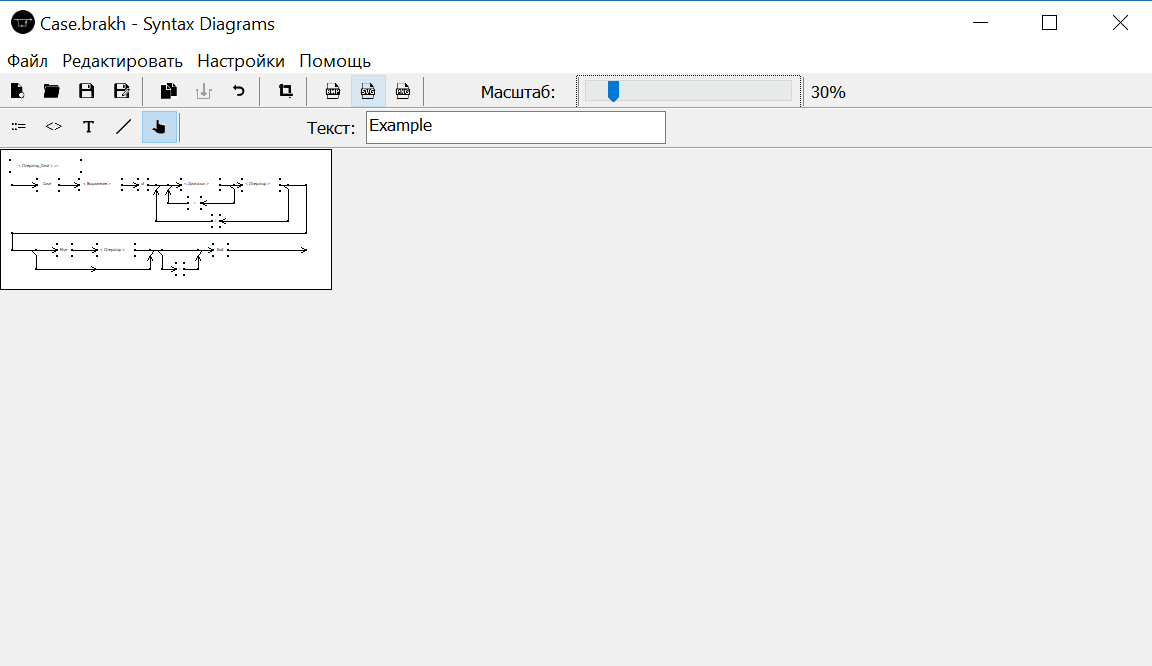 Case.brakh - Syntax Diagrams
Файл Редактировать Настройки Помощь
BMP SVG PNG Масштаб: 30%
::= <> T Текст: Example
< Оператор_Case > ::=
Case < Выражение > of < Диапазон > : < Оператор >
Else < Оператор > End